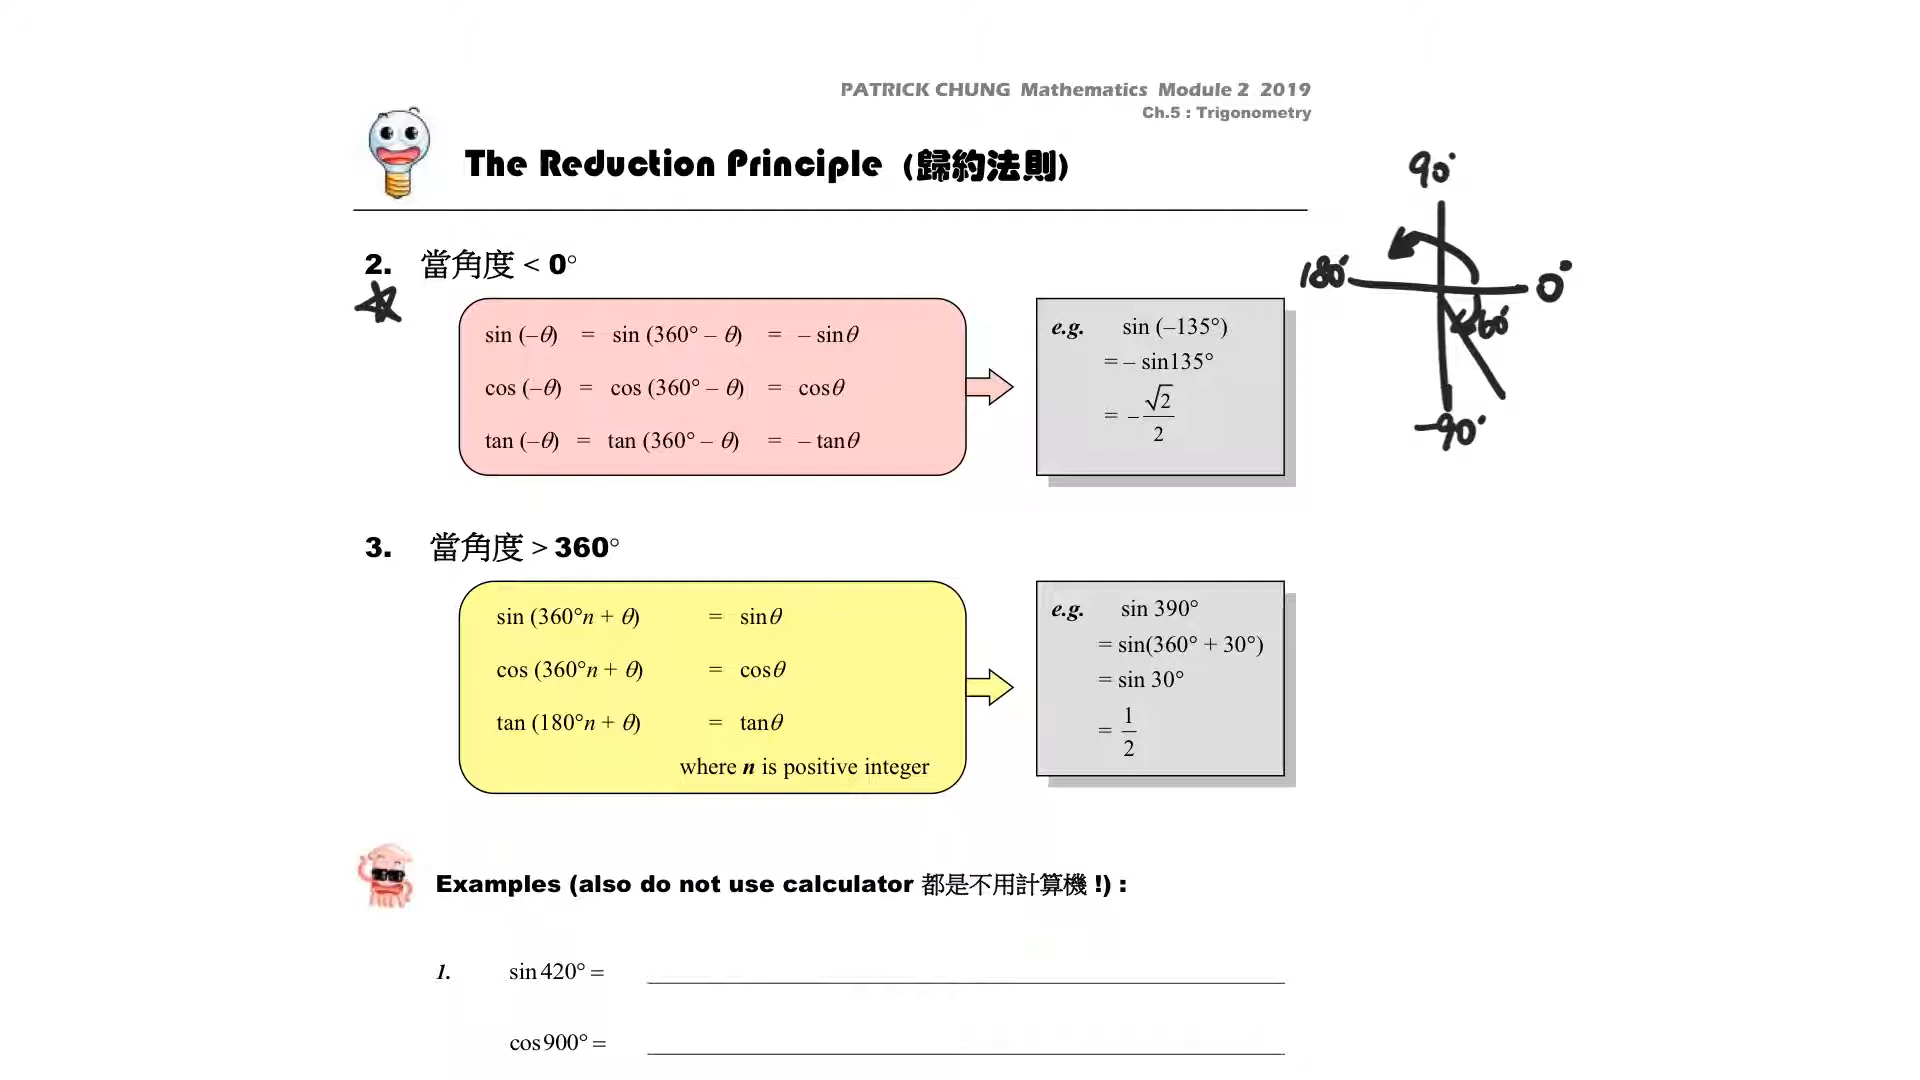 PATRICK CHUNG Mathematics Module 2 2019
Ch.5 : Trigonometry
The Reduction Principle (歸約法則)
90°
180°
0°
60°
-90°
2. 當角度 < 0°
sin (–θ) = sin (360° – θ) = – sinθ
cos (–θ) = cos (360° – θ) = cosθ
tan (–θ) = tan (360° – θ) = – tanθ
e.g. sin (–135°)
= – sin135°
= –√2/2
3. 當角度 > 360°
sin (360°n + θ) = sinθ
cos (360°n + θ) = cosθ
tan (180°n + θ) = tanθ
where n is positive integer
e.g. sin 390°
= sin(360° + 30°)
= sin 30°
= 1/2
Examples (also do not use calculator 都是不用計算機 !) :
1. sin 420° =
cos 900° =